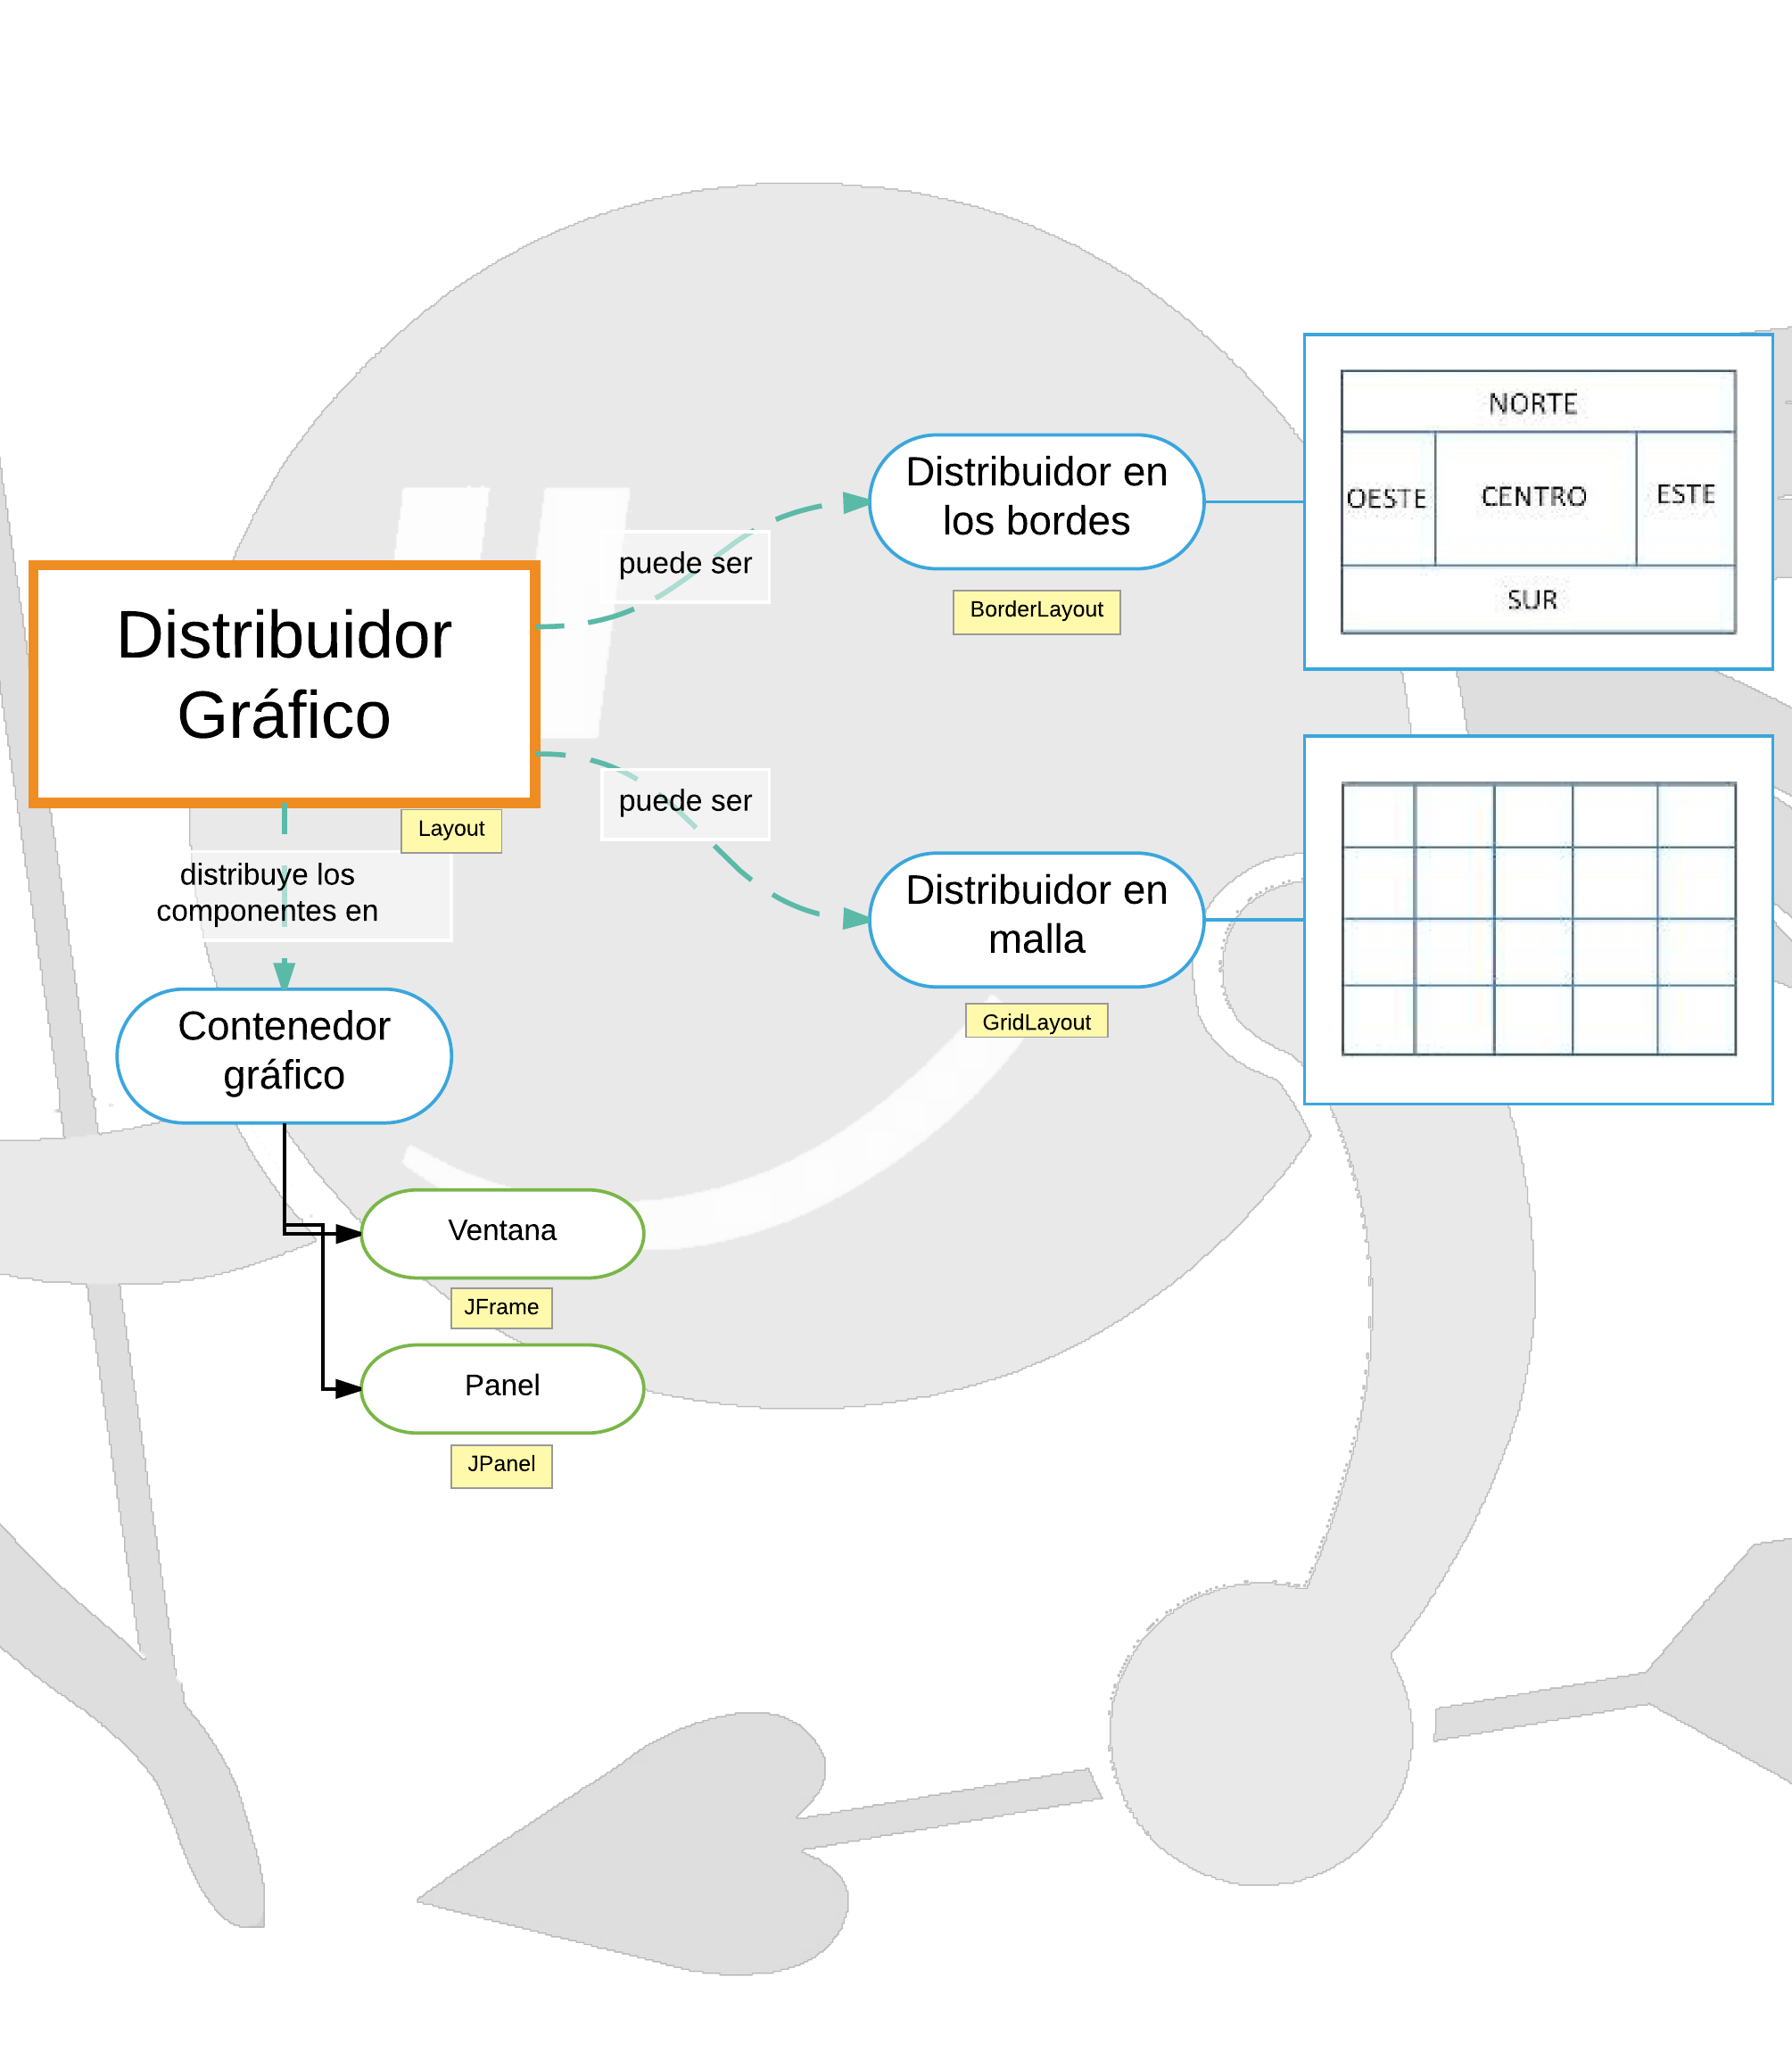 Distribuidor
Gráfico
Layout
puede ser
Distribuidor en
los bordes
BorderLayout
NORTE
OESTE
CENTRO
ESTE
SUR
puede ser
Distribuidor en
malla
GridLayout
distribuye los
componentes en
Contenedor
gráfico
Ventana
JFrame
Panel
JPanel